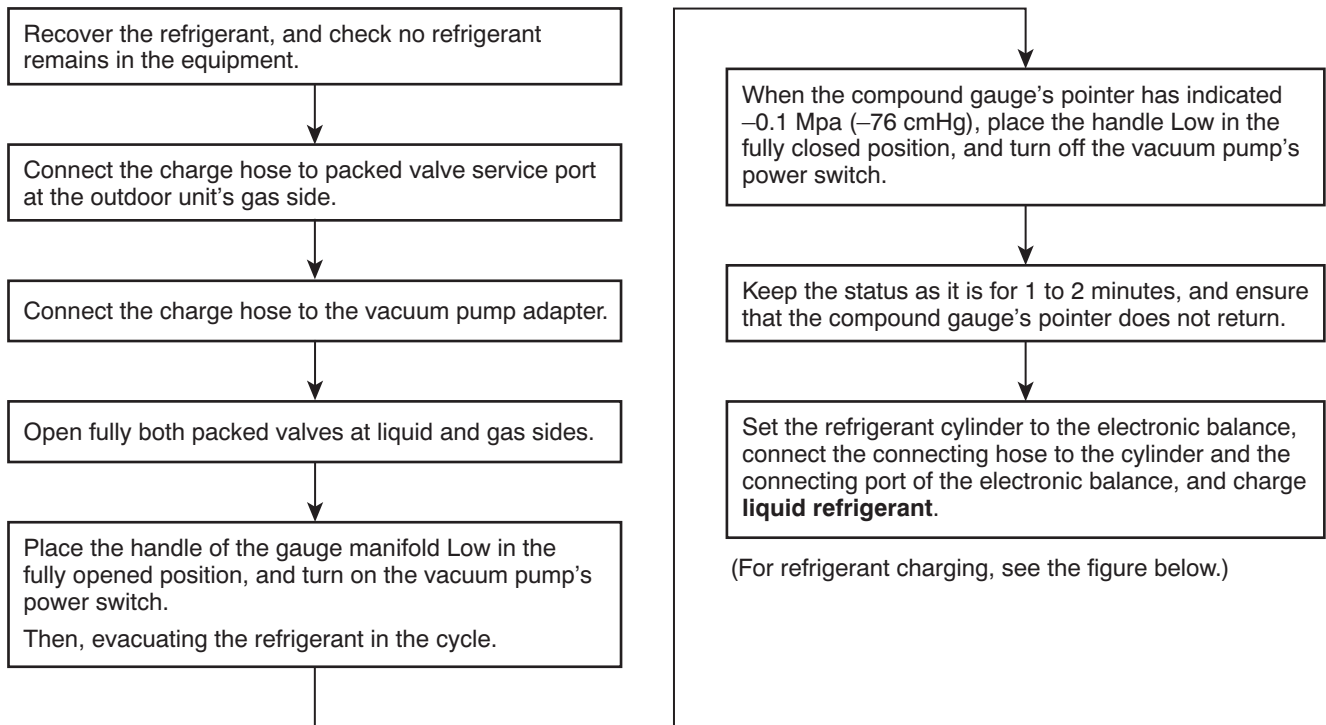 Recover the refrigerant, and check no refrigerant
remains in the equipment.
Connect the charge hose to packed valve service port
at the outdoor unit's gas side.
Connect the charge hose to the vacuum pump adapter.
Open fully both packed valves at liquid and gas sides.
Place the handle of the gauge manifold Low in the
fully opened position, and turn on the vacuum pump's
power switch.
Then, evacuating the refrigerant in the cycle.
When the compound gauge's pointer has indicated
–0.1 Mpa (–76 cmHg), place the handle Low in the
fully closed position, and turn off the vacuum pump's
power switch.
Keep the status as it is for 1 to 2 minutes, and ensure
that the compound gauge's pointer does not return.
Set the refrigerant cylinder to the electronic balance,
connect the connecting hose to the cylinder and the
connecting port of the electronic balance, and charge
liquid refrigerant.
(For refrigerant charging, see the figure below.)